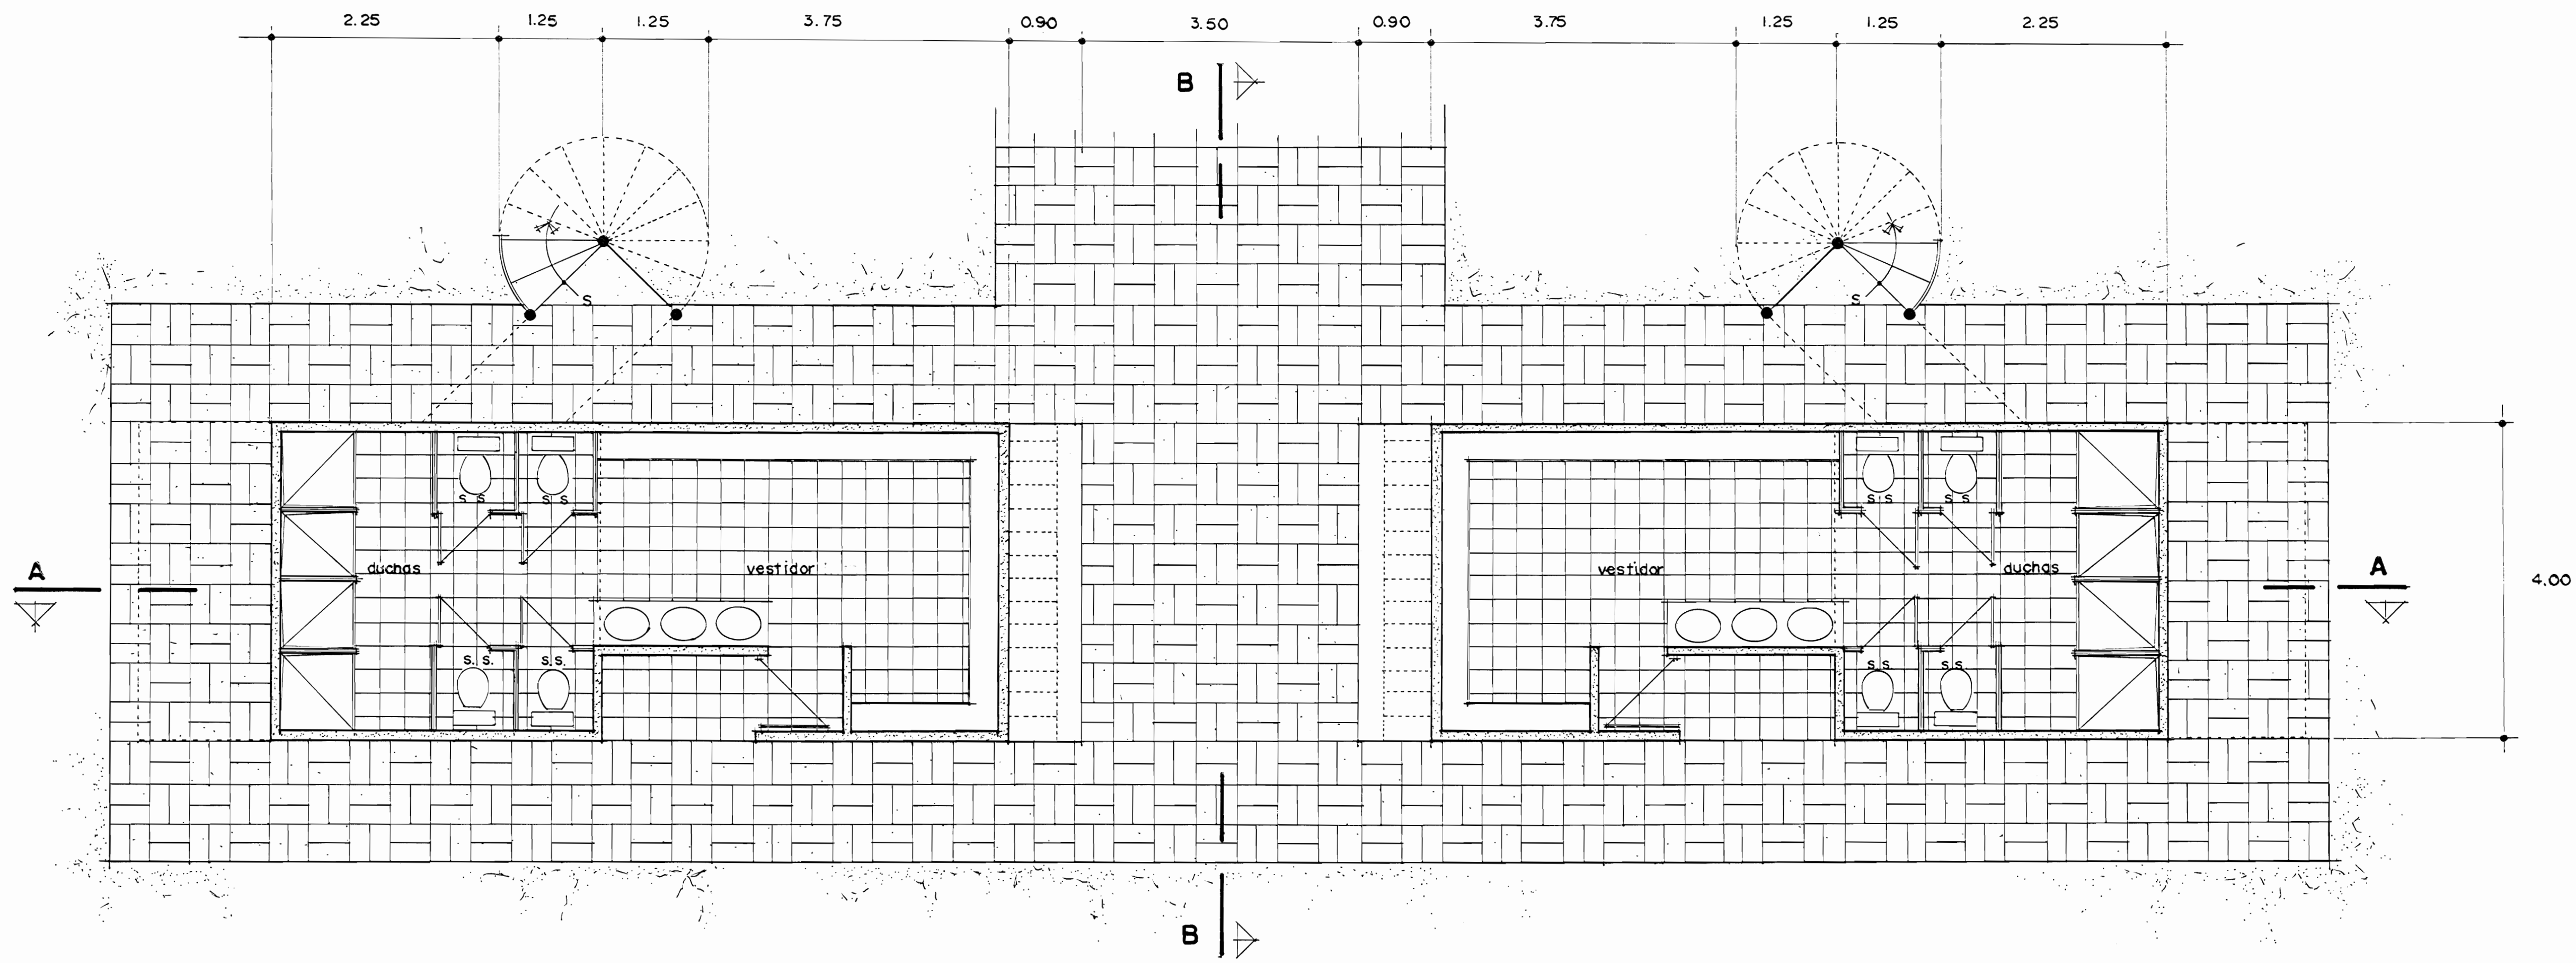 2.25 1.25 1.25 3.75 0.90 3.50 0.90 3.75 1.25 1.25 2.25
B
S S
S S S S S S S S
A duchas vestidor vestidor duchas A
4.00
S. S. S.S. S.S. S.S.
B